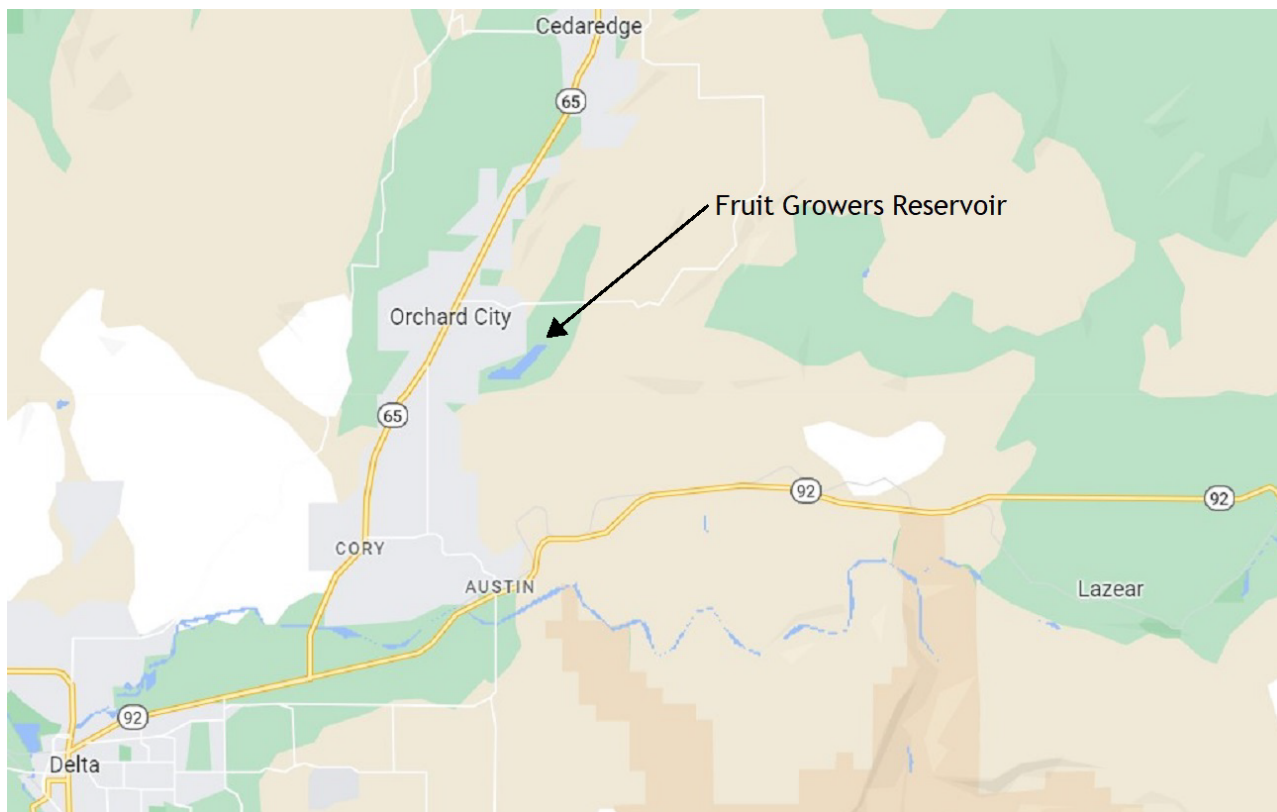 Cedaredge
65
Fruit Growers Reservoir
Orchard City
65
92
92
CORY
AUSTIN
Lazear
92
Delta